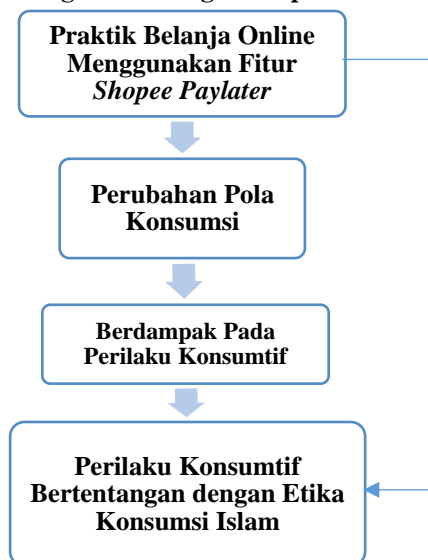 Praktik Belanja Online
Menggunakan Fitur
Shopee Paylater
Perubahan Pola
Konsumsi
Berdampak Pada
Perilaku Konsumtif
Perilaku Konsumtif
Bertentangan dengan Etika
Konsumsi Islam